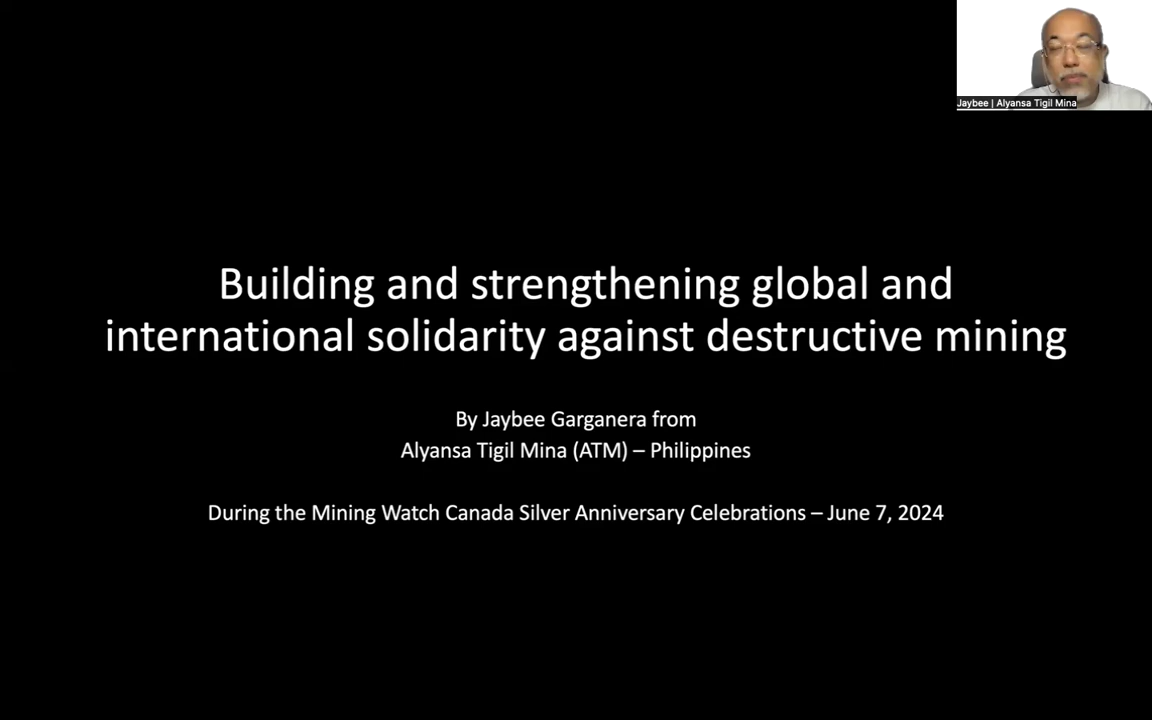 Jaybee | Alyansa Tigil Mina
Building and strengthening global and
international solidarity against destructive mining
By Jaybee Garganera from
Alyansa Tigil Mina (ATM) – Philippines
During the Mining Watch Canada Silver Anniversary Celebrations – June 7, 2024